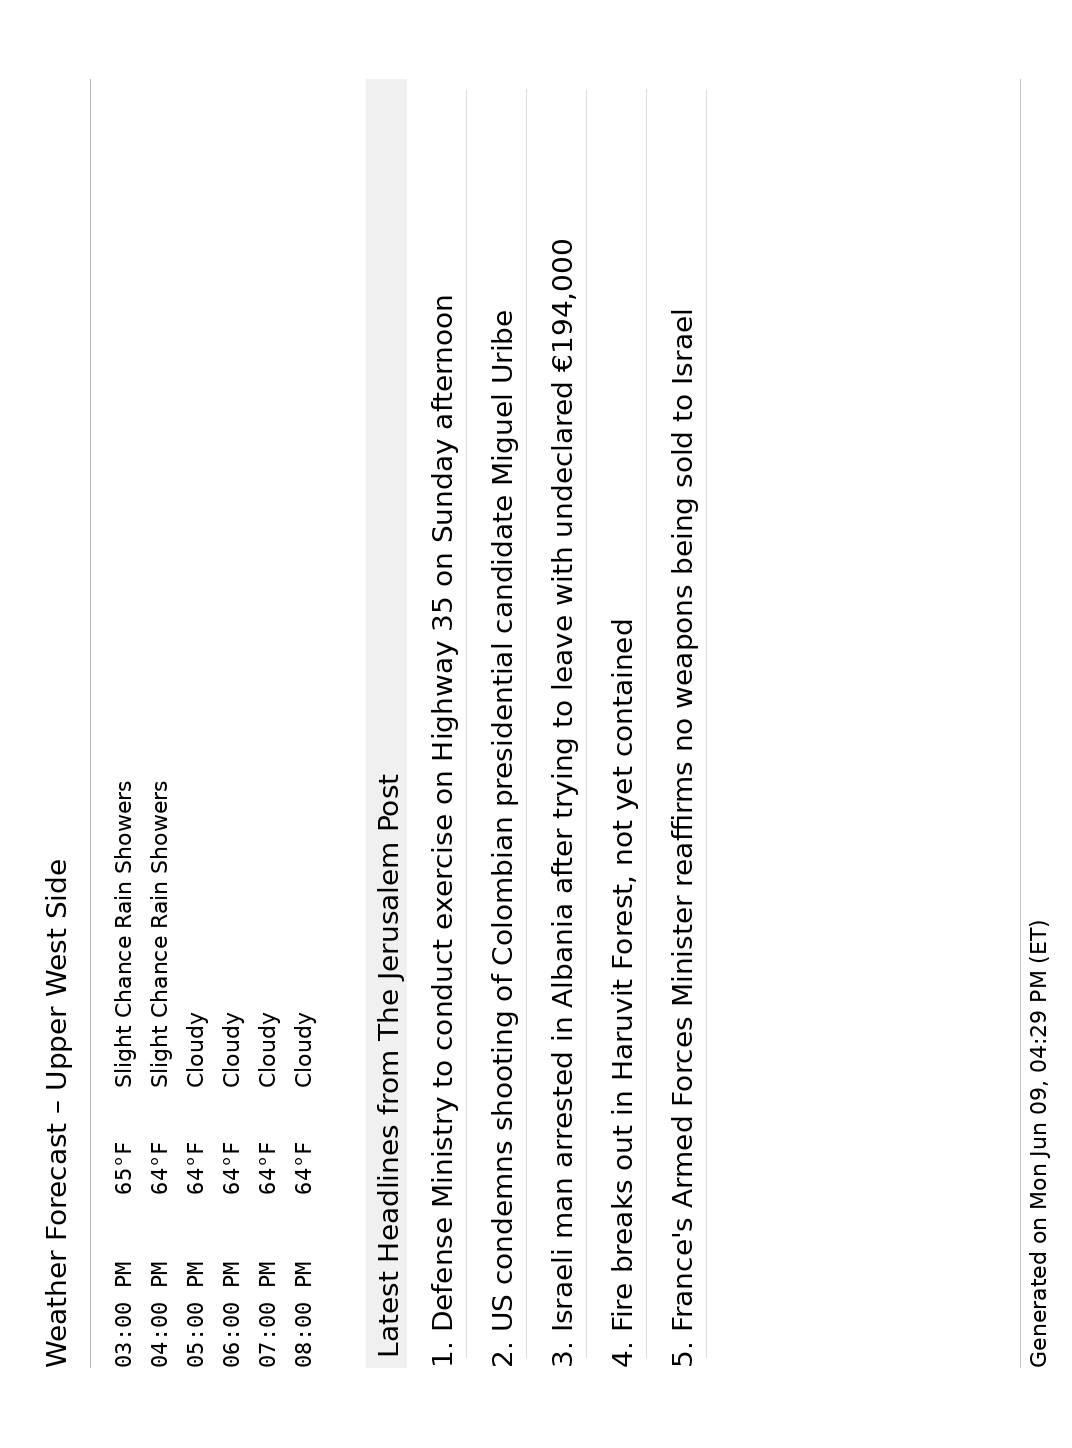 Weather Forecast – Upper West Side
03:00 PM 65°F Slight Chance Rain Showers
04:00 PM 64°F Slight Chance Rain Showers
05:00 PM 64°F Cloudy
06:00 PM 64°F Cloudy
07:00 PM 64°F Cloudy
08:00 PM 64°F Cloudy
Latest Headlines from The Jerusalem Post
1. Defense Ministry to conduct exercise on Highway 35 on Sunday afternoon
2. US condemns shooting of Colombian presidential candidate Miguel Uribe
3. Israeli man arrested in Albania after trying to leave with undeclared €194,000
4. Fire breaks out in Haruvit Forest, not yet contained
5. France's Armed Forces Minister reaffirms no weapons being sold to Israel
Generated on Mon Jun 09, 04:29 PM (ET)